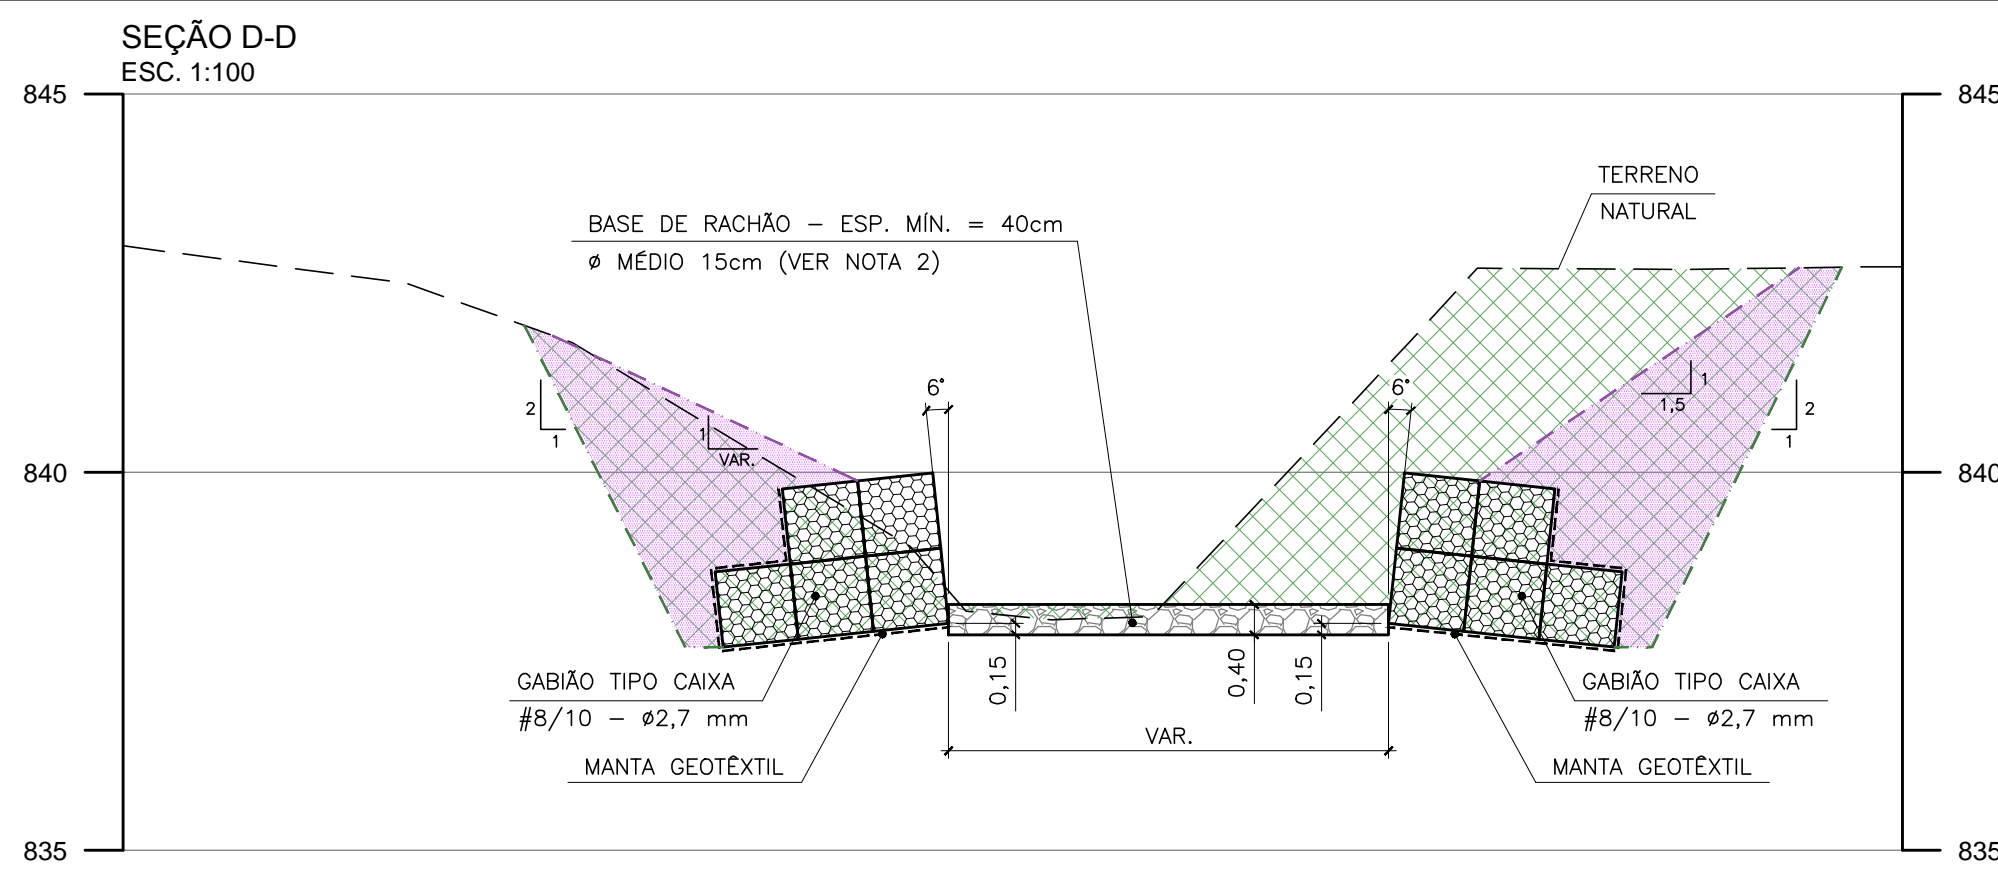 SEÇÃO D-D
ESC. 1:100
845
845
TERRENO
NATURAL
BASE DE RACHÃO – ESP. MÍN. = 40cm
ø MÉDIO 15cm (VER NOTA 2)
6°
6°
2
1
1
VAR.
1
1,5
2
1
840
840
0,15
0,40
0,15
GABIÃO TIPO CAIXA
#8/10 – ø2,7 mm
GABIÃO TIPO CAIXA
#8/10 – ø2,7 mm
VAR.
MANTA GEOTÊXTIL
MANTA GEOTÊXTIL
835
835